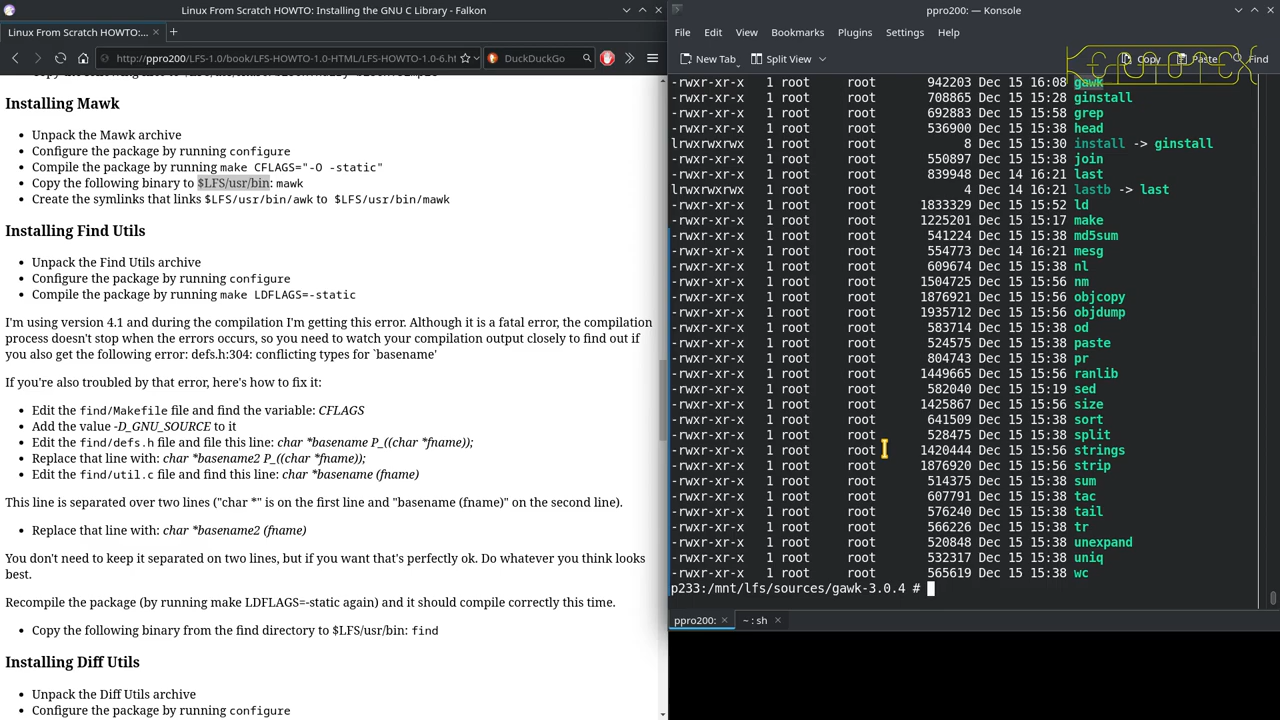 Linux From Scratch HOWTO: Installing the GNU C Library - Falkon
Linux From Scratch HOWTO:...
http://ppro200/LFS-1.0/book/LFS-HOWTO-1.0-HTML/LFS-HOWTO-1.0-6.ht
DuckDuckGo
Installing Mawk
• Unpack the Mawk archive
• Configure the package by running configure
• Compile the package by running make CFLAGS="-O -static"
• Copy the following binary to $LFS/usr/bin: mawk
• Create the symlinks that links $LFS/usr/bin/awk to $LFS/usr/bin/mawk
Installing Find Utils
• Unpack the Find Utils archive
• Configure the package by running configure
• Compile the package by running make LDFLAGS=-static
I'm using version 4.1 and during the compilation I'm getting this error. Although it is a fatal error, the compilation
process doesn't stop when the errors occurs, so you need to watch your compilation output closely to find out if
you also get the following error: defs.h:304: conflicting types for `basename'
If you're also troubled by that error, here's how to fix it:
• Edit the find/Makefile file and find the variable: CFLAGS
• Add the value -D_GNU_SOURCE to it
• Edit the find/defs.h file and file this line: char *basename P_((char *fname));
• Replace that line with: char *basename2 P_((char *fname));
• Edit the find/util.c file and find this line: char *basename (fname)
This line is separated over two lines ("char *" is on the first line and "basename (fname)" on the second line).
• Replace that line with: char *basename2 (fname)
You don't need to keep it separated on two lines, but if you want that's perfectly ok. Do whatever you think looks
best.
Recompile the package (by running make LDFLAGS=-static again) and it should compile correctly this time.
• Copy the following binary from the find directory to $LFS/usr/bin: find
Installing Diff Utils
• Unpack the Diff Utils archive
• Configure the package by running configure
ppro200: — Konsole
File Edit View Bookmarks Plugins Settings Help
New Tab Split View Copy Paste Find
-rwxr-xr-x 1 root root 942203 Dec 15 16:08 gawk
-rwxr-xr-x 1 root root 708865 Dec 15 15:28 ginstall
-rwxr-xr-x 1 root root 692883 Dec 15 15:58 grep
-rwxr-xr-x 1 root root 536900 Dec 15 15:38 head
lrwxrwxrwx 1 root root 8 Dec 15 15:30 install -> ginstall
-rwxr-xr-x 1 root root 550897 Dec 15 15:38 join
-rwxr-xr-x 1 root root 839948 Dec 14 16:21 last
lrwxrwxrwx 1 root root 4 Dec 14 16:21 lastb -> last
-rwxr-xr-x 1 root root 1833329 Dec 15 15:52 ld
-rwxr-xr-x 1 root root 1225201 Dec 15 15:17 make
-rwxr-xr-x 1 root root 541224 Dec 15 15:38 md5sum
-rwxr-xr-x 1 root root 554773 Dec 14 16:21 mesg
-rwxr-xr-x 1 root root 609674 Dec 15 15:38 nl
-rwxr-xr-x 1 root root 1504725 Dec 15 15:56 nm
-rwxr-xr-x 1 root root 1876921 Dec 15 15:56 objcopy
-rwxr-xr-x 1 root root 1935712 Dec 15 15:56 objdump
-rwxr-xr-x 1 root root 583714 Dec 15 15:38 od
-rwxr-xr-x 1 root root 524575 Dec 15 15:38 paste
-rwxr-xr-x 1 root root 804743 Dec 15 15:38 pr
-rwxr-xr-x 1 root root 1449665 Dec 15 15:56 ranlib
-rwxr-xr-x 1 root root 582040 Dec 15 15:19 sed
-rwxr-xr-x 1 root root 1425867 Dec 15 15:56 size
-rwxr-xr-x 1 root root 641509 Dec 15 15:38 sort
-rwxr-xr-x 1 root root 528475 Dec 15 15:38 split
-rwxr-xr-x 1 root root 1420444 Dec 15 15:56 strings
-rwxr-xr-x 1 root root 1876920 Dec 15 15:56 strip
-rwxr-xr-x 1 root root 514375 Dec 15 15:38 sum
-rwxr-xr-x 1 root root 607791 Dec 15 15:38 tac
-rwxr-xr-x 1 root root 576240 Dec 15 15:38 tail
-rwxr-xr-x 1 root root 566226 Dec 15 15:38 tr
-rwxr-xr-x 1 root root 520848 Dec 15 15:38 unexpand
-rwxr-xr-x 1 root root 532317 Dec 15 15:38 uniq
-rwxr-xr-x 1 root root 565619 Dec 15 15:38 wc
p233:/mnt/lfs/sources/gawk-3.0.4 #
ppro200: ~ : sh